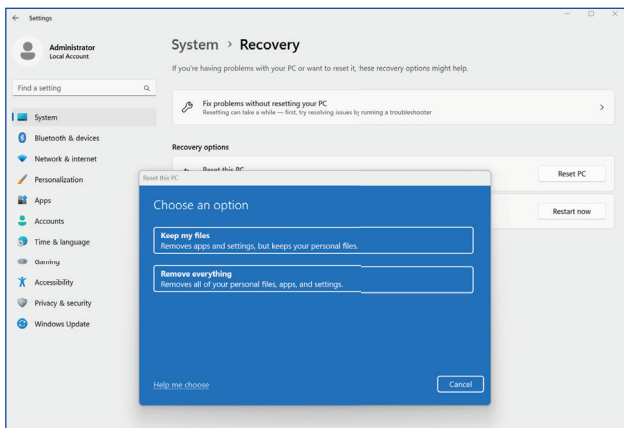 Settings
Administrator
Local Account
Find a setting
System
Bluetooth & devices
Network & internet
Personalization
Apps
Accounts
Time & language
Gaming
Accessibility
Privacy & security
Windows Update
System > Recovery
If you're having problems with your PC or want to reset it, hese recovery options might help.
Fix problems without resetting your PC
Resetting can take a while — first, try resolving issues by running a troubleshooter
Recovery options
Reset this PC
Reset PC
Restart now
Reset this PC
Choose an option
Keep my files
Removes apps and settings, but keeps your personal files.
Remove everything
Removes all of your personal files, apps, and settings.
Help me choose
Cancel